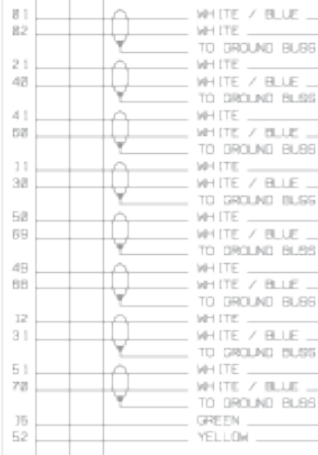 81 WHITE / BLUE
82 WHITE
TO GROUND BUSS
21 WHITE
40 WHITE / BLUE
TO GROUND BUSS
41 WHITE
60 WHITE / BLUE
TO GROUND BUSS
11 WHITE
30 WHITE / BLUE
TO GROUND BUSS
50 WHITE
69 WHITE / BLUE
TO GROUND BUSS
49 WHITE
68 WHITE / BLUE
TO GROUND BUSS
12 WHITE
31 WHITE / BLUE
TO GROUND BUSS
51 WHITE
70 WHITE / BLUE
TO GROUND BUSS
GREEN
52 YELLOW